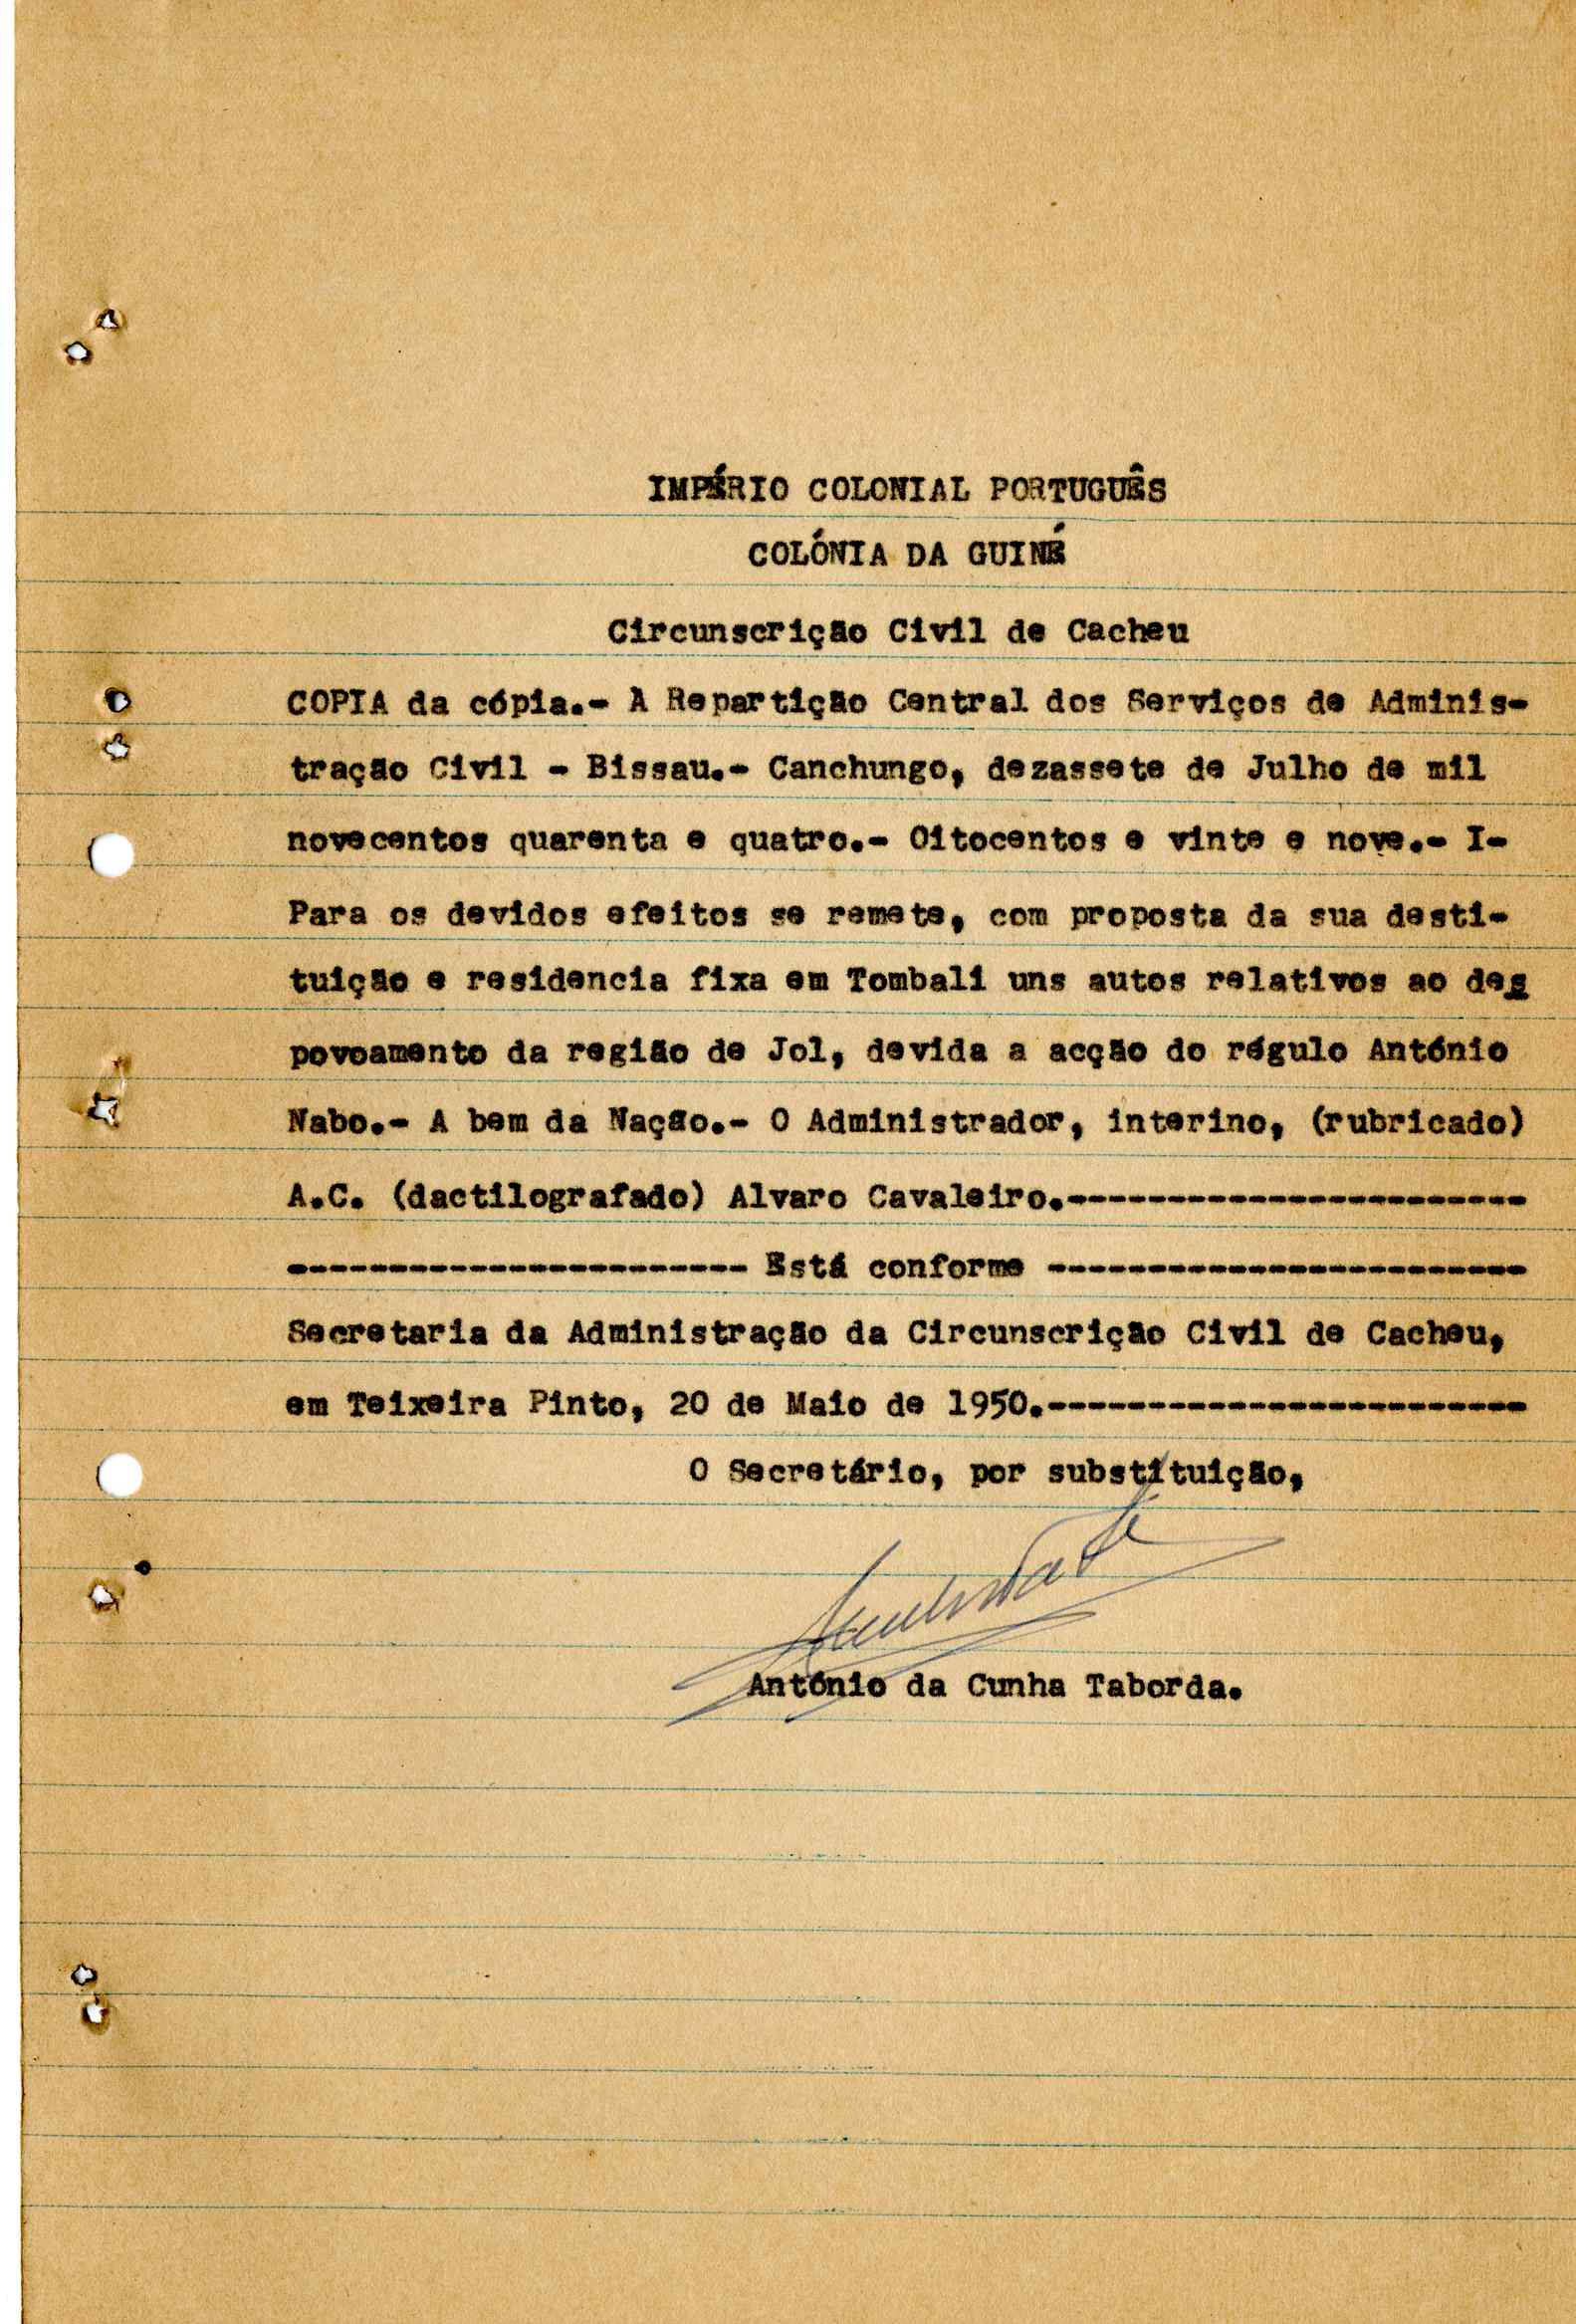 IMPÉRIO COLONIAL PORTUGUÊS
COLÓNIA DA GUINÉ
Circunscrição Civil de Cacheu
COPIA da cópia.- À Repartição Central dos Serviços de Adminis-
tração Civil - Bissau.- Canchungo, dezassete de Julho de mil
novecentos quarenta e quatro.- Oitocentos e vinte e nove.- I-
Para os devidos efeitos se remete, com proposta da sua desti-
tuição e residencia fixa em Tombali uns autos relativos ao des
povoamento da região de Jol, devida a acção do régulo António
Nabo.- A bem da Nação.- O Administrador, interino, (rubricado)
A.C. (dactilografado) Alvaro Cavaleiro.-----------------------
----------------------- Está conforme ------------------------
Secretaria da Administração da Circunscrição Civil de Cacheu,
em Teixeira Pinto, 20 de Maio de 1950.------------------------
O Secretário, por substituição,
António da Cunha Taborda.